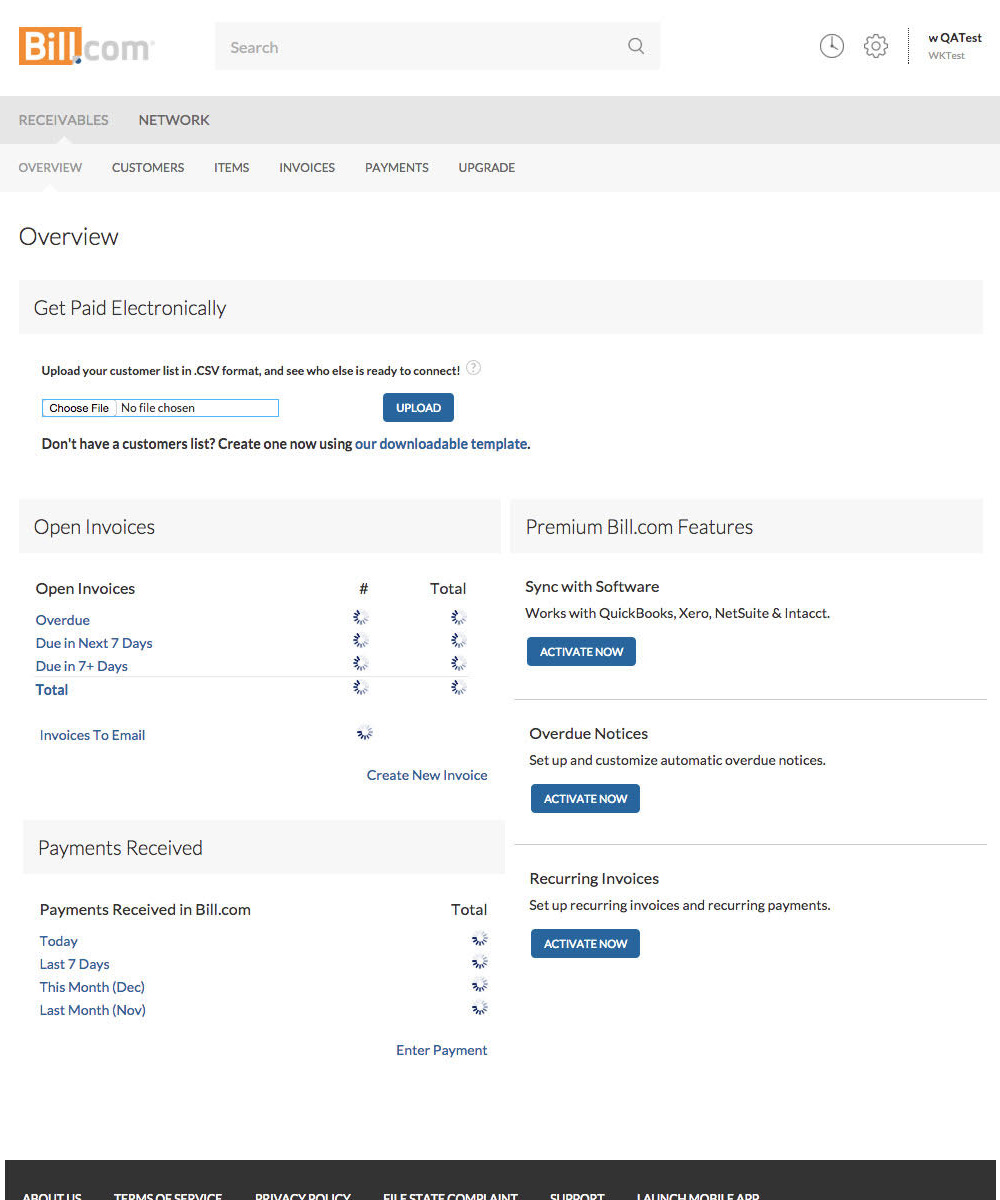 Bill.com
Search
w QATest
WKTest
RECEIVABLES NETWORK
OVERVIEW CUSTOMERS ITEMS INVOICES PAYMENTS UPGRADE
Overview
Get Paid Electronically
Upload your customer list in .CSV format, and see who else is ready to connect! ?
Choose File No file chosen UPLOAD
Don't have a customers list? Create one now using our downloadable template.
Open Invoices
Open Invoices # Total
Overdue
Due in Next 7 Days
Due in 7+ Days
Total
Invoices To Email
Create New Invoice
Payments Received
Payments Received in Bill.com Total
Today
Last 7 Days
This Month (Dec)
Last Month (Nov)
Enter Payment
Premium Bill.com Features
Sync with Software
Works with QuickBooks, Xero, NetSuite & Intacct.
ACTIVATE NOW
Overdue Notices
Set up and customize automatic overdue notices.
ACTIVATE NOW
Recurring Invoices
Set up recurring invoices and recurring payments.
ACTIVATE NOW
ABOUT US TERMS OF SERVICE PRIVACY POLICY FILE STATE COMPLAINT SUPPORT LAUNCH MOBILE APP